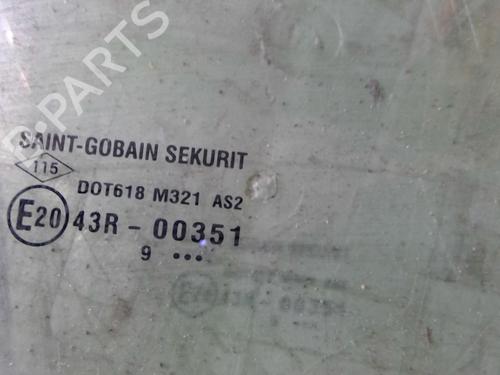 B-PARTS
SAINT-GOBAIN SEKURIT
115
DOT618 M321 AS2
E20 43R - 00351
9 •••